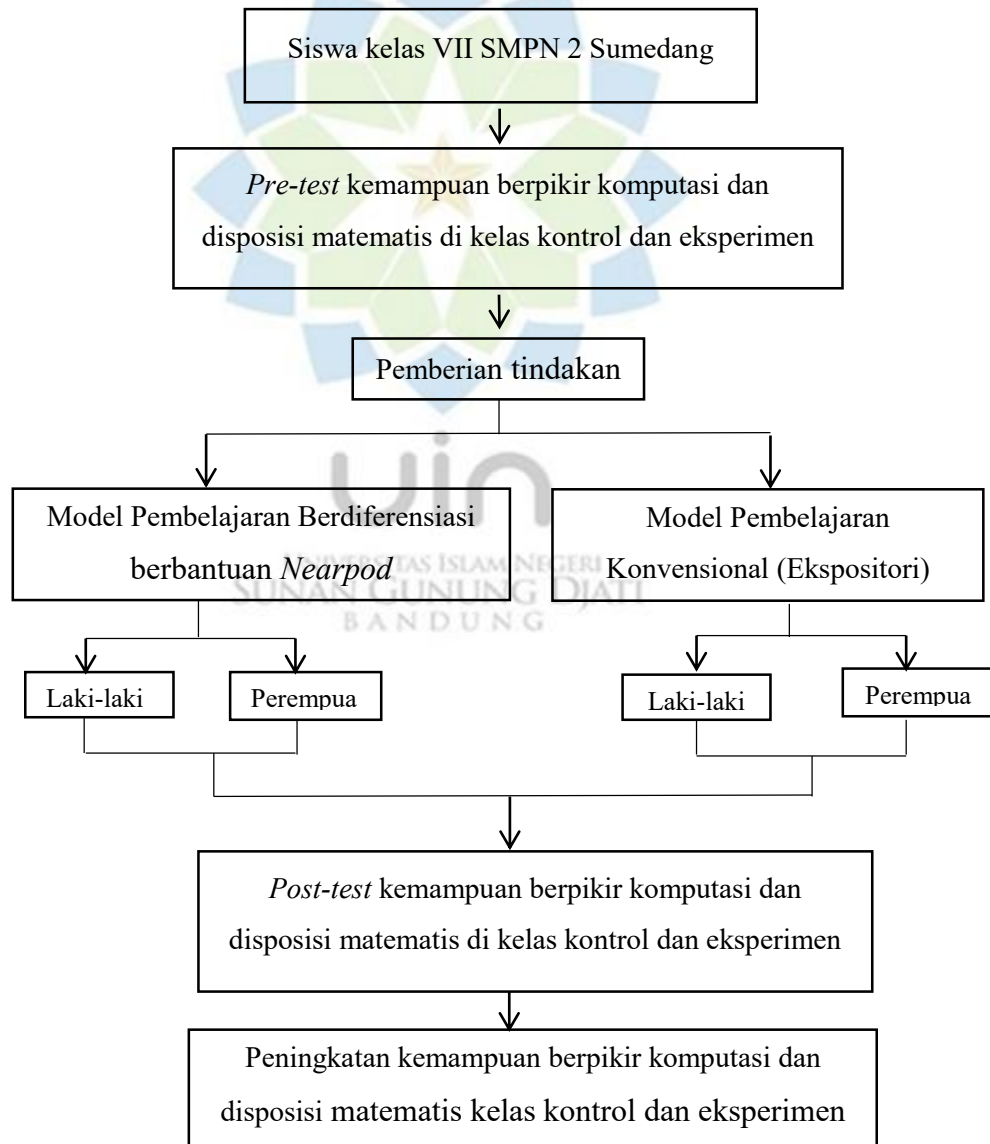 Siswa kelas VII SMPN 2 Sumedang
Pre-test kemampuan berpikir komputasi dan
disposisi matematis di kelas kontrol dan eksperimen
Pemberian tindakan
Model Pembelajaran Berdiferensiasi
berbantuan Nearpod
Model Pembelajaran
Konvensional (Ekspositori)
uin
UNIVERSITAS ISLAM NEGERI
SUNAN GUNUNG DJATI
BANDUNG
Laki-laki
Perempua
Laki-laki
Perempua
Post-test kemampuan berpikir komputasi dan
disposisi matematis di kelas kontrol dan eksperimen
Peningkatan kemampuan berpikir komputasi dan
disposisi matematis kelas kontrol dan eksperimen